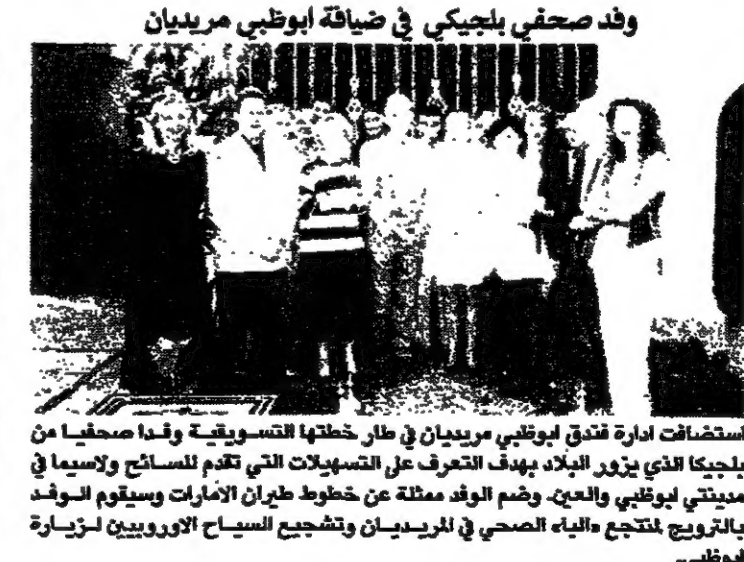 وفد صحفي بلجيكي في ضيافة ابوظبي مريديان
استضافت ادارة فندق ابوظبي مريديان في طار خطتها التسويقية وفدا صحفيا من
بلجيكا الذي يزور البلاد بهدف التعرف على التسهيلات التي تقدم للسائح ولاسيما في
مدينتي ابوظبي والعين. وضم الوفد ممثلة عن خطوط طيران الامارات وسيقوم الوفد
بالترويج لمنتجع «الياء» الصحي في المريديان وتشجيع السياح الاوروبيين لزيارة
ابوظبي.